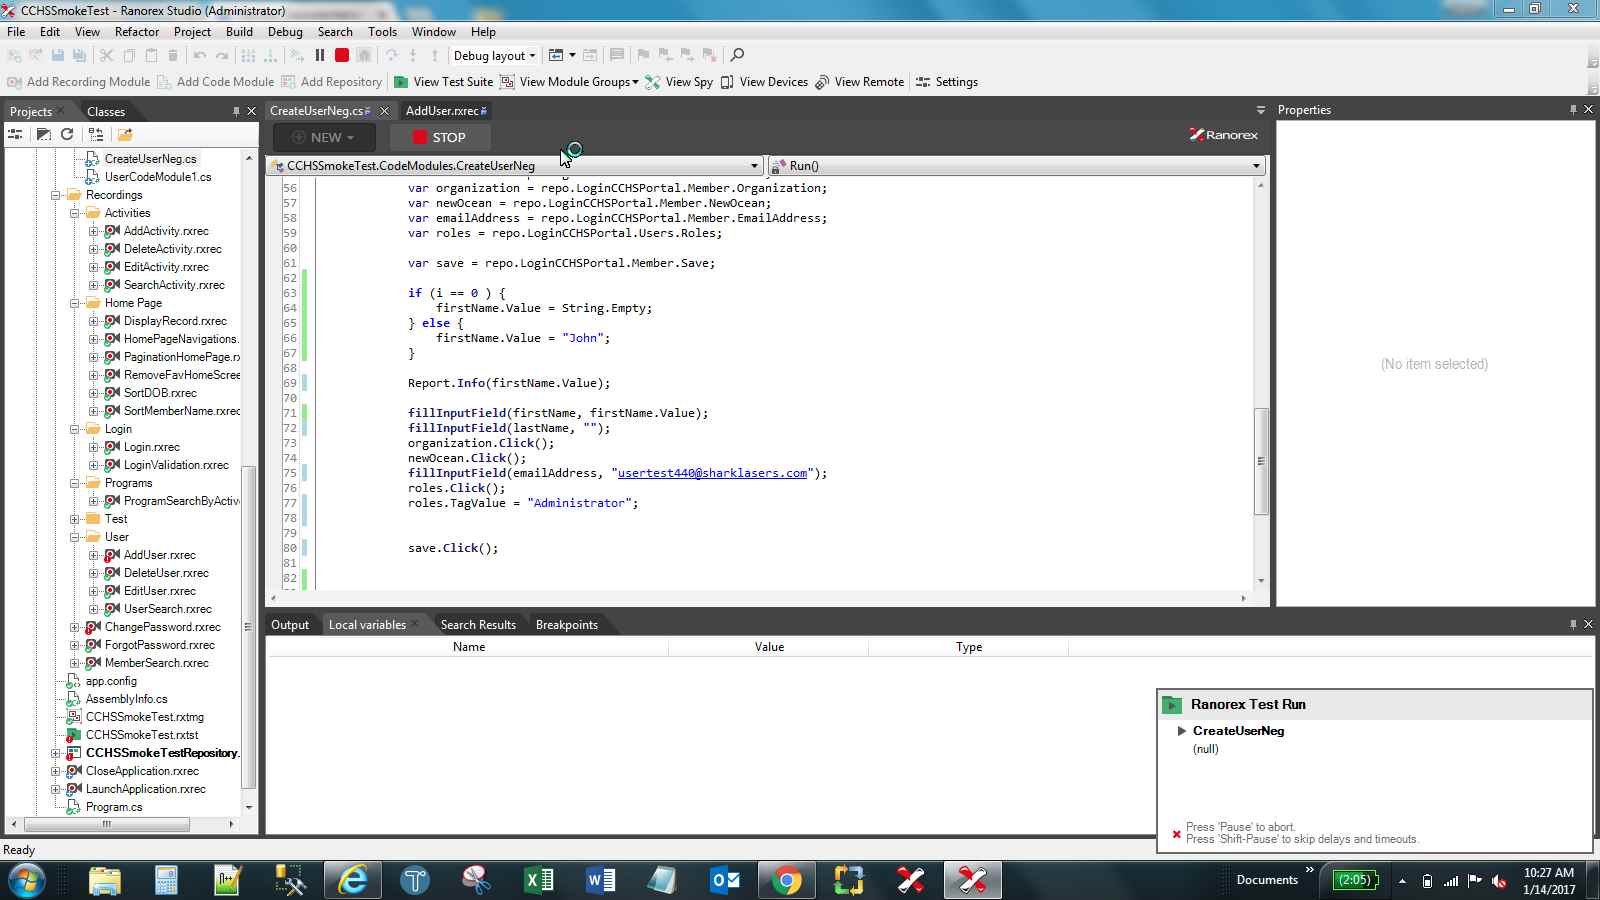 CCHSSmokeTest - Ranorex Studio (Administrator)
File Edit View Refactor Project Build Debug Search Tools Window Help
Debug layout
Add Recording Module Add Code Module Add Repository View Test Suite View Module Groups View Spy View Devices View Remote Settings
Projects Classes
CreateUserNeg.cs AddUser.rxrec
Properties
NEW STOP
Ranorex
CCHSSmokeTest.CodeModules.CreateUserNeg Run()
CreateUserNeg.cs
UserCodeModule1.cs
Recordings
Activities
AddActivity.rxrec
DeleteActivity.rxrec
EditActivity.rxrec
SearchActivity.rxrec
Home Page
DisplayRecord.rxrec
HomePageNavigations.
PaginationHomePage.rx
RemoveFavHomeScree
SortDOB.rxrec
SortMemberName.rxrec
Login
Login.rxrec
LoginValidation.rxrec
Programs
ProgramSearchByActiv
Test
User
AddUser.rxrec
DeleteUser.rxrec
EditUser.rxrec
UserSearch.rxrec
ChangePassword.rxrec
ForgotPassword.rxrec
MemberSearch.rxrec
app.config
AssemblyInfo.cs
CCHSSmokeTest.rxtmg
CCHSSmokeTest.rxtst
CCHSSmokeTestRepository.
CloseApplication.rxrec
LaunchApplication.rxrec
Program.cs
56 var organization = repo.LoginCCHSPortal.Member.Organization;
57 var newOcean = repo.LoginCCHSPortal.Member.NewOcean;
58 var emailAddress = repo.LoginCCHSPortal.Member.EmailAddress;
59 var roles = repo.LoginCCHSPortal.Users.Roles;
60
61 var save = repo.LoginCCHSPortal.Member.Save;
62
63 if (i == 0 ) {
64 firstName.Value = String.Empty;
65 } else {
66 firstName.Value = "John";
67 }
68
69 Report.Info(firstName.Value);
70
71 fillInputField(firstName, firstName.Value);
72 fillInputField(lastName, "");
73 organization.Click();
74 newOcean.Click();
75 fillInputField(emailAddress, "usertest440@sharklasers.com");
76 roles.Click();
77 roles.TagValue = "Administrator";
78
79
80 save.Click();
81
82
(No item selected)
Output Local variables Search Results Breakpoints
Name Value Type
Ranorex Test Run
CreateUserNeg
(null)
Press 'Pause' to abort.
Press 'Shift-Pause' to skip delays and timeouts.
Ready
Documents
(2:05)
10:27 AM
1/14/2017